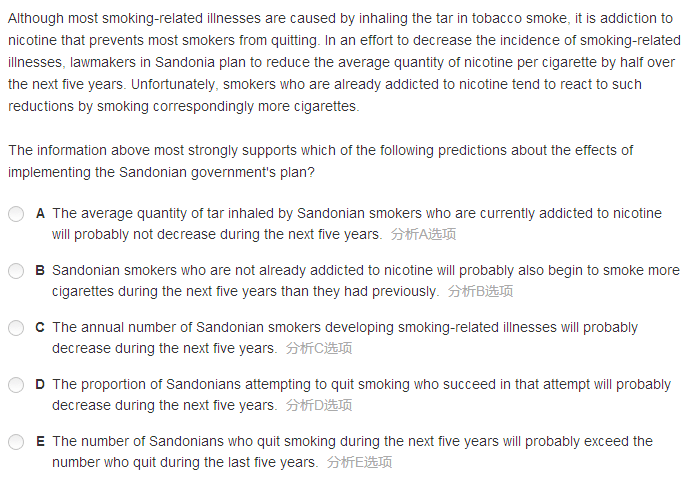 Although most smoking-related illnesses are caused by inhaling the tar in tobacco smoke, it is addiction to
nicotine that prevents most smokers from quitting. In an effort to decrease the incidence of smoking-related
illnesses, lawmakers in Sandonia plan to reduce the average quantity of nicotine per cigarette by half over
the next five years. Unfortunately, smokers who are already addicted to nicotine tend to react to such
reductions by smoking correspondingly more cigarettes.
The information above most strongly supports which of the following predictions about the effects of
implementing the Sandonian government's plan?
A The average quantity of tar inhaled by Sandonian smokers who are currently addicted to nicotine
will probably not decrease during the next five years. 分析A选项
B Sandonian smokers who are not already addicted to nicotine will probably also begin to smoke more
cigarettes during the next five years than they had previously. 分析B选项
C The annual number of Sandonian smokers developing smoking-related illnesses will probably
decrease during the next five years. 分析C选项
D The proportion of Sandonians attempting to quit smoking who succeed in that attempt will probably
decrease during the next five years. 分析D选项
E The number of Sandonians who quit smoking during the next five years will probably exceed the
number who quit during the last five years. 分析E选项